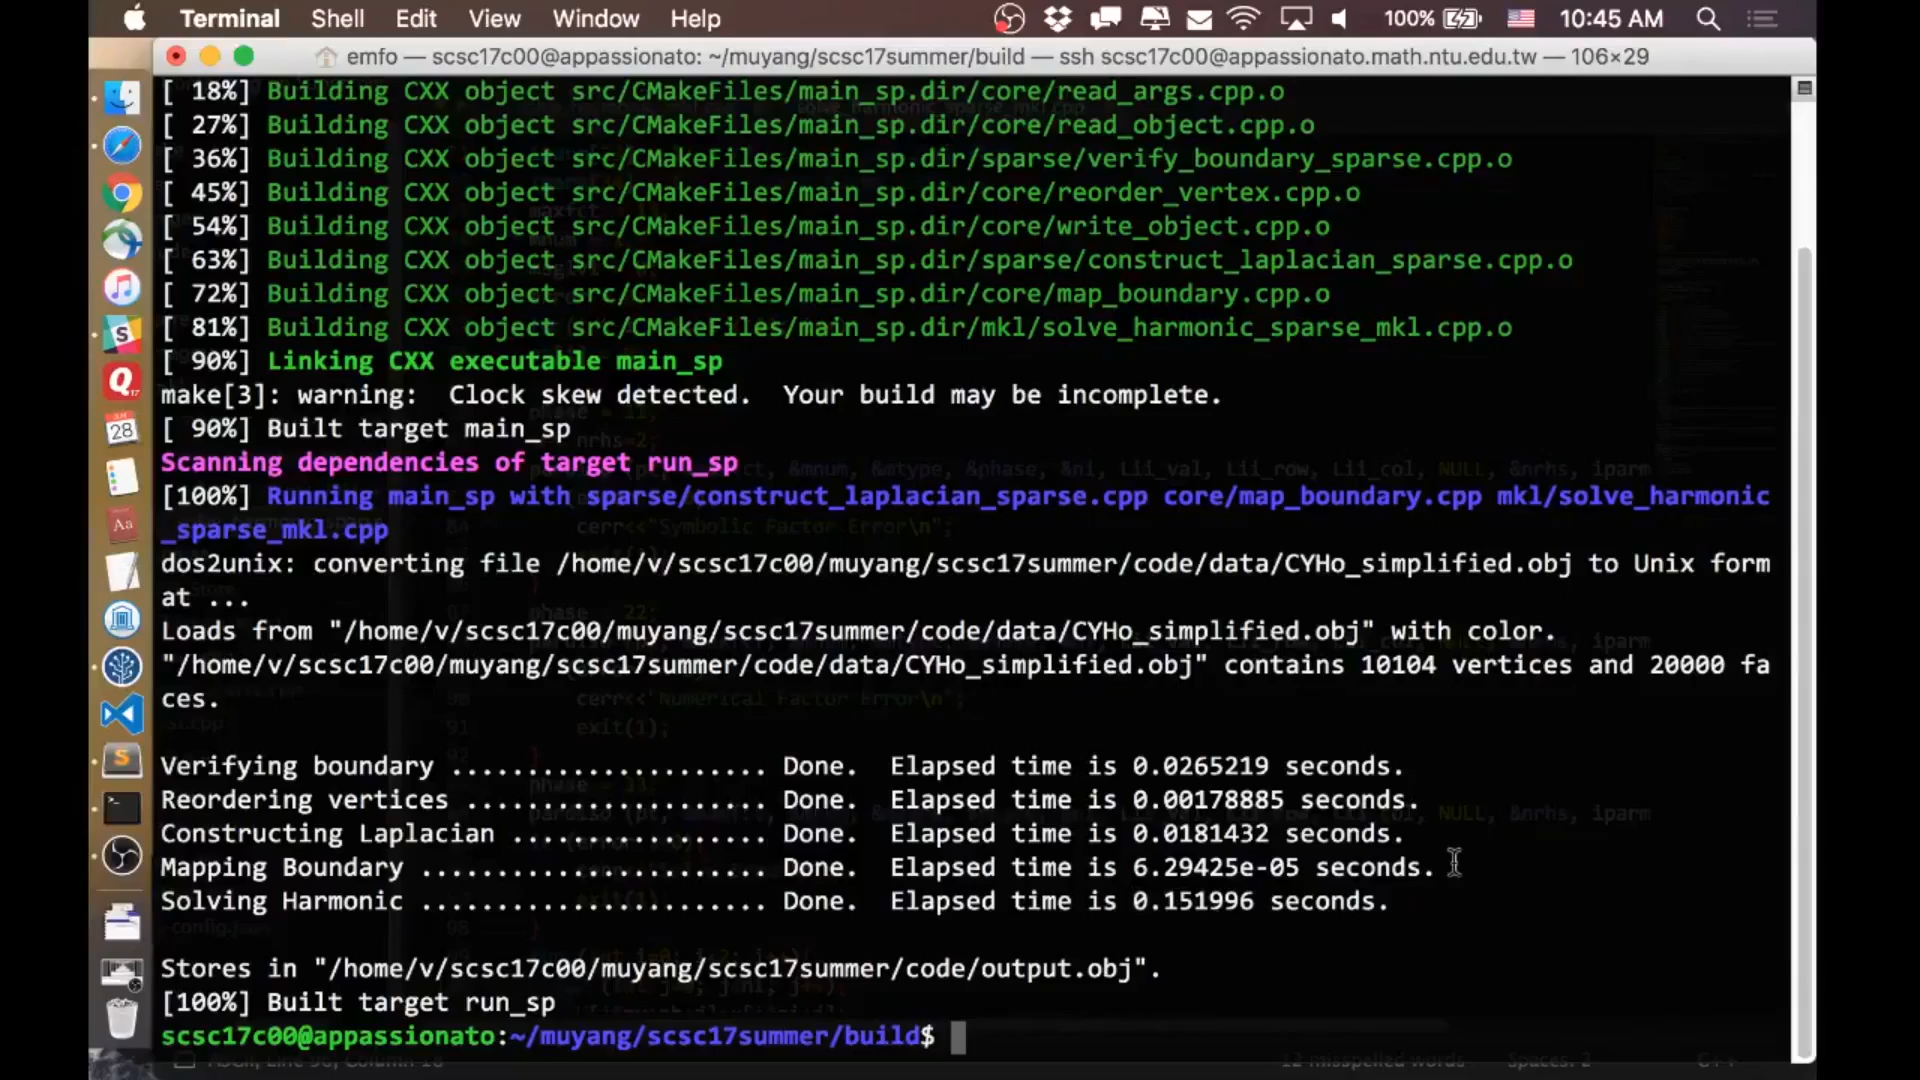 Terminal Shell Edit View Window Help 100% 10:45 AM
emfo — scsc17c00@appassionato: ~/muyang/scsc17summer/build — ssh scsc17c00@appassionato.math.ntu.edu.tw — 106×29
[ 18%] Building CXX object src/CMakeFiles/main_sp.dir/core/read_args.cpp.o
[ 27%] Building CXX object src/CMakeFiles/main_sp.dir/core/read_object.cpp.o
[ 36%] Building CXX object src/CMakeFiles/main_sp.dir/sparse/verify_boundary_sparse.cpp.o
[ 45%] Building CXX object src/CMakeFiles/main_sp.dir/core/reorder_vertex.cpp.o
[ 54%] Building CXX object src/CMakeFiles/main_sp.dir/core/write_object.cpp.o
[ 63%] Building CXX object src/CMakeFiles/main_sp.dir/sparse/construct_laplacian_sparse.cpp.o
[ 72%] Building CXX object src/CMakeFiles/main_sp.dir/core/map_boundary.cpp.o
[ 81%] Building CXX object src/CMakeFiles/main_sp.dir/mkl/solve_harmonic_sparse_mkl.cpp.o
[ 90%] Linking CXX executable main_sp
make[3]: warning:  Clock skew detected.  Your build may be incomplete.
[ 90%] Built target main_sp
Scanning dependencies of target run_sp
[100%] Running main_sp with sparse/construct_laplacian_sparse.cpp core/map_boundary.cpp mkl/solve_harmonic
_sparse_mkl.cpp
dos2unix: converting file /home/v/scsc17c00/muyang/scsc17summer/code/data/CYHo_simplified.obj to Unix form
at ...
Loads from "/home/v/scsc17c00/muyang/scsc17summer/code/data/CYHo_simplified.obj" with color.
"/home/v/scsc17c00/muyang/scsc17summer/code/data/CYHo_simplified.obj" contains 10104 vertices and 20000 fa
ces.
Verifying boundary ..................... Done.  Elapsed time is 0.0265219 seconds.
Reordering vertices .................... Done.  Elapsed time is 0.00178885 seconds.
Constructing Laplacian ................. Done.  Elapsed time is 0.0181432 seconds.
Mapping Boundary ....................... Done.  Elapsed time is 6.29425e-05 seconds.
Solving Harmonic ....................... Done.  Elapsed time is 0.151996 seconds.
Stores in "/home/v/scsc17c00/muyang/scsc17summer/code/output.obj".
[100%] Built target run_sp
scsc17c00@appassionato:~/muyang/scsc17summer/build$